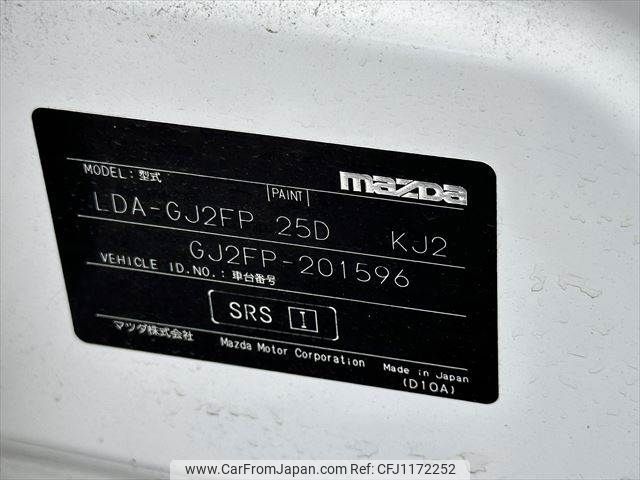 mazda
MODEL: 型式
PAINT
LDA-GJ2FP 25D KJ2
GJ2FP-201596
VEHICLE ID.NO.: 車台番号
SRS I
マツダ株式会社 Mazda Motor Corporation Made in Japan
(D10A)
www.CarFromJapan.com - CFJ1172252